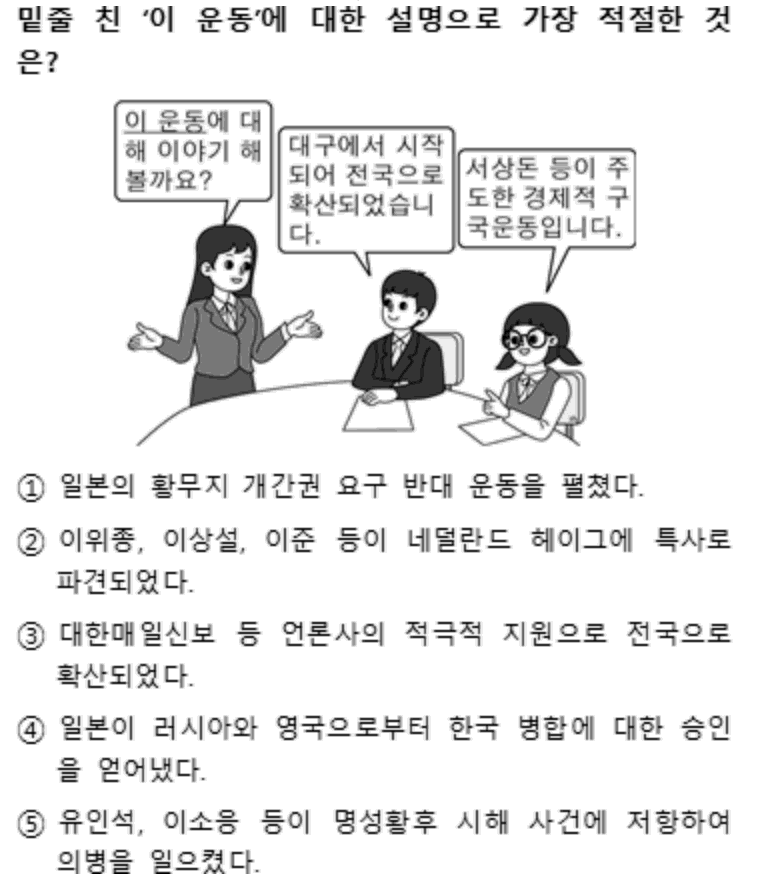 밑줄 친 ‘이 운동’에 대한 설명으로 가장 적절한 것
은?
이 운동에 대
해 이야기 해
볼까요?
대구에서 시작
되어 전국으로
확산되었습니
다.
서상돈 등이 주
도한 경제적 구
국운동입니다.
① 일본의 황무지 개간권 요구 반대 운동을 펼쳤다.
② 이위종, 이상설, 이준 등이 네덜란드 헤이그에 특사로
파견되었다.
③ 대한매일신보 등 언론사의 적극적 지원으로 전국으로
확산되었다.
④ 일본이 러시아와 영국으로부터 한국 병합에 대한 승인
을 얻어냈다.
⑤ 유인석, 이소응 등이 명성황후 시해 사건에 저항하여
의병을 일으켰다.